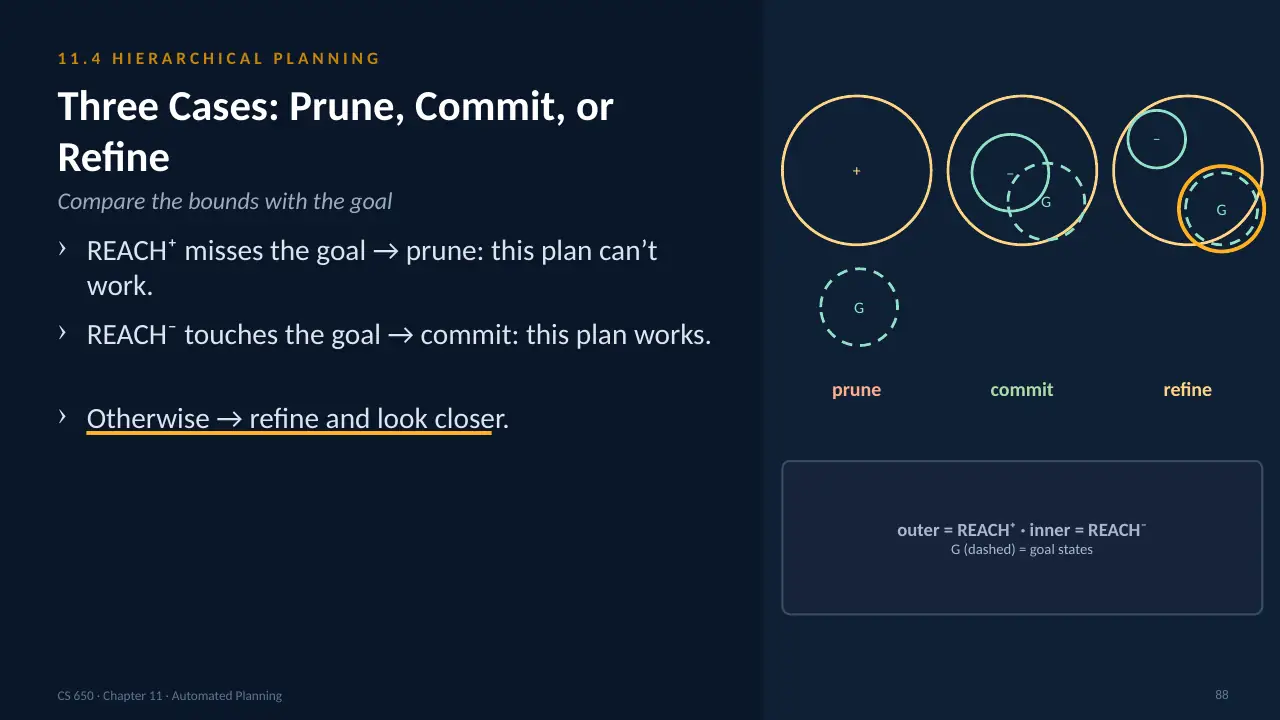 11.4 HIERARCHICAL PLANNING
Three Cases: Prune, Commit, or
Refine
Compare the bounds with the goal
› REACH⁺ misses the goal → prune: this plan can’t
work.
› REACH⁻ touches the goal → commit: this plan works.
› Otherwise → refine and look closer.
+
−
G
−
G
G
prune
commit
refine
outer = REACH⁺ · inner = REACH⁻
G (dashed) = goal states
CS 650 · Chapter 11 · Automated Planning
88